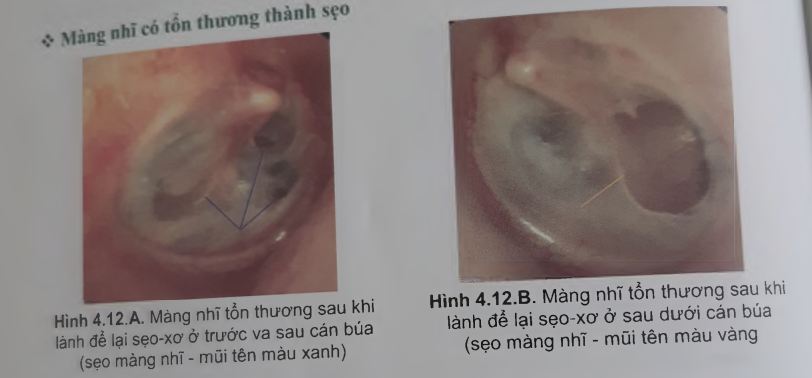 ❖ Màng nhĩ có tổn thương thành sẹo
Hình 4.12.A. Màng nhĩ tổn thương sau khi
lành để lại sẹo-xơ ở trước va sau cán búa
(sẹo màng nhĩ - mũi tên màu xanh)
Hình 4.12.B. Màng nhĩ tổn thương sau khi
lành để lại sẹo-xơ ở sau dưới cán búa
(sẹo màng nhĩ - mũi tên màu vàng